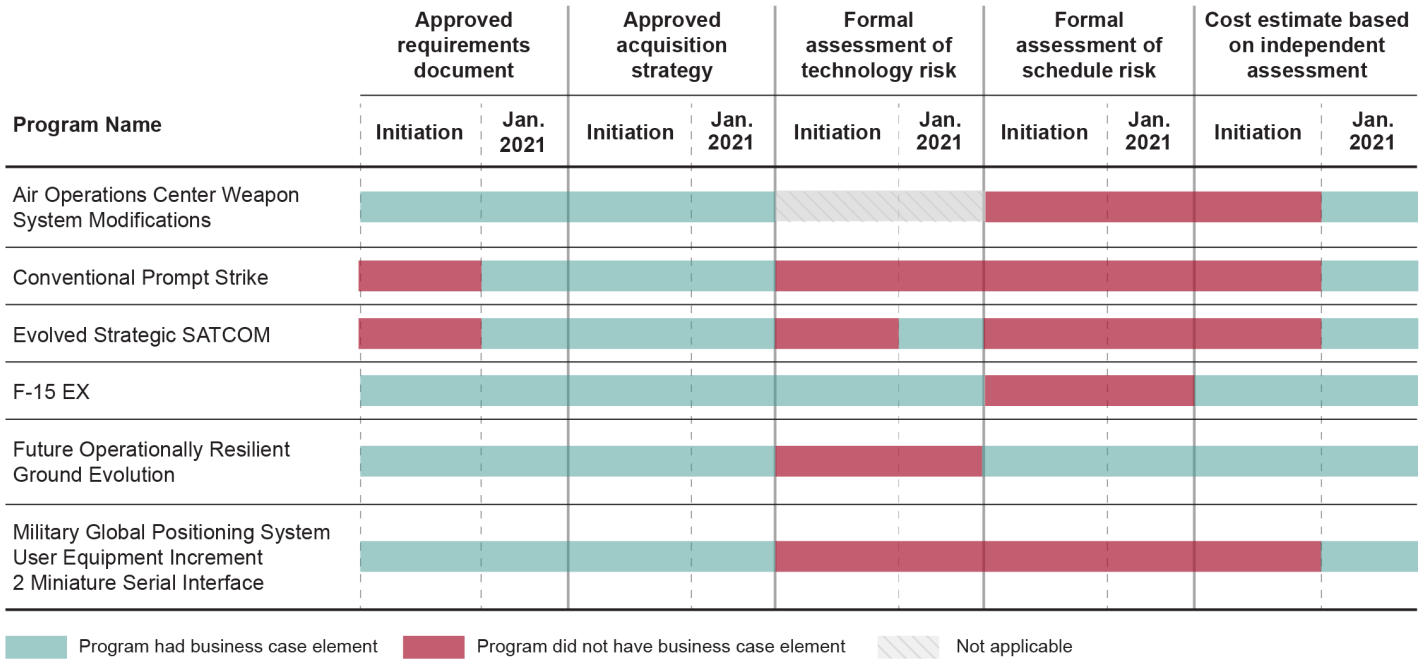 Approved requirements document
Approved acquisition strategy
Formal assessment of technology risk
Formal assessment of schedule risk
Cost estimate based on independent assessment
Program Name
Initiation
Jan. 2021
Initiation
Jan. 2021
Initiation
Jan. 2021
Initiation
Jan. 2021
Initiation
Jan. 2021
Air Operations Center Weapon
System Modifications
Conventional Prompt Strike
Evolved Strategic SATCOM
F-15 EX
Future Operationally Resilient
Ground Evolution
Military Global Positioning System
User Equipment Increment
2 Miniature Serial Interface
Program had business case element
Program did not have business case element
Not applicable